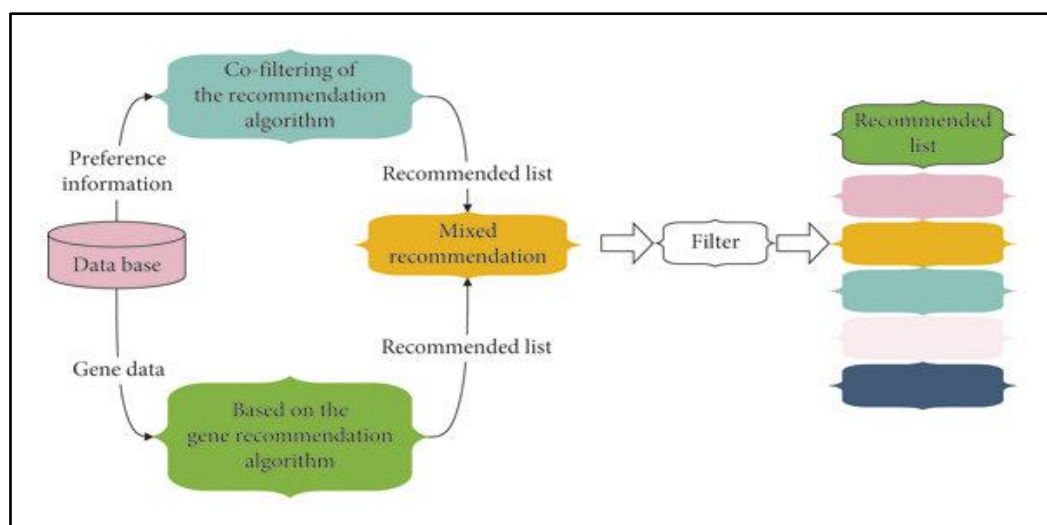 Co-filtering of
the recommendation
algorithm
Preference
information
Data base
Gene data
Based on the
gene recommendation
algorithm
Recommended list
Mixed
recommendation
Recommended list
Filter
Recommended
list